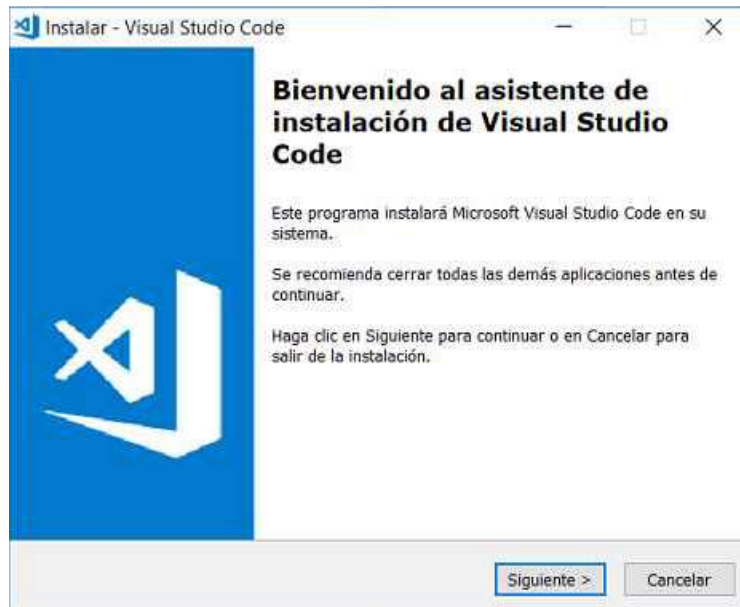 Instalar - Visual Studio Code
Bienvenido al asistente de
instalación de Visual Studio
Code
Este programa instalará Microsoft Visual Studio Code en su
sistema.
Se recomienda cerrar todas las demás aplicaciones antes de
continuar.
Haga clic en Siguiente para continuar o en Cancelar para
salir de la instalación.
Siguiente >
Cancelar